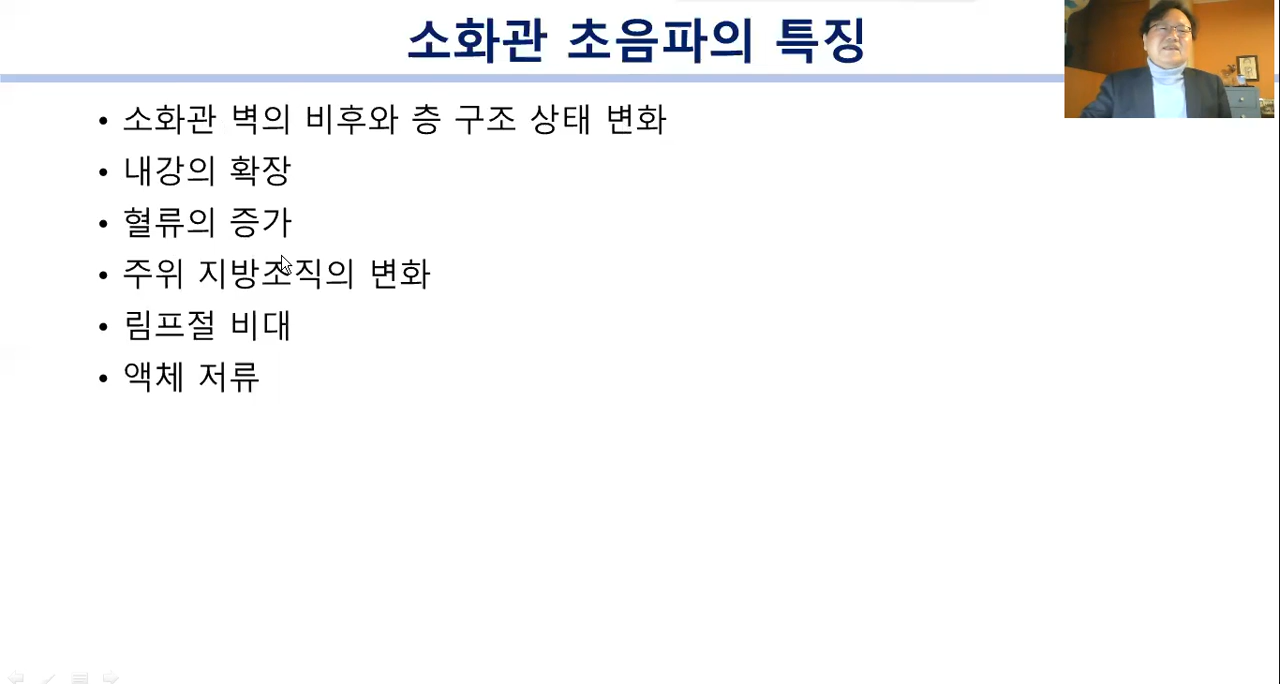 소화관 초음파의 특징
• 소화관 벽의 비후와 층 구조 상태 변화
• 내강의 확장
• 혈류의 증가
• 주위 지방조직의 변화
• 림프절 비대
• 액체 저류